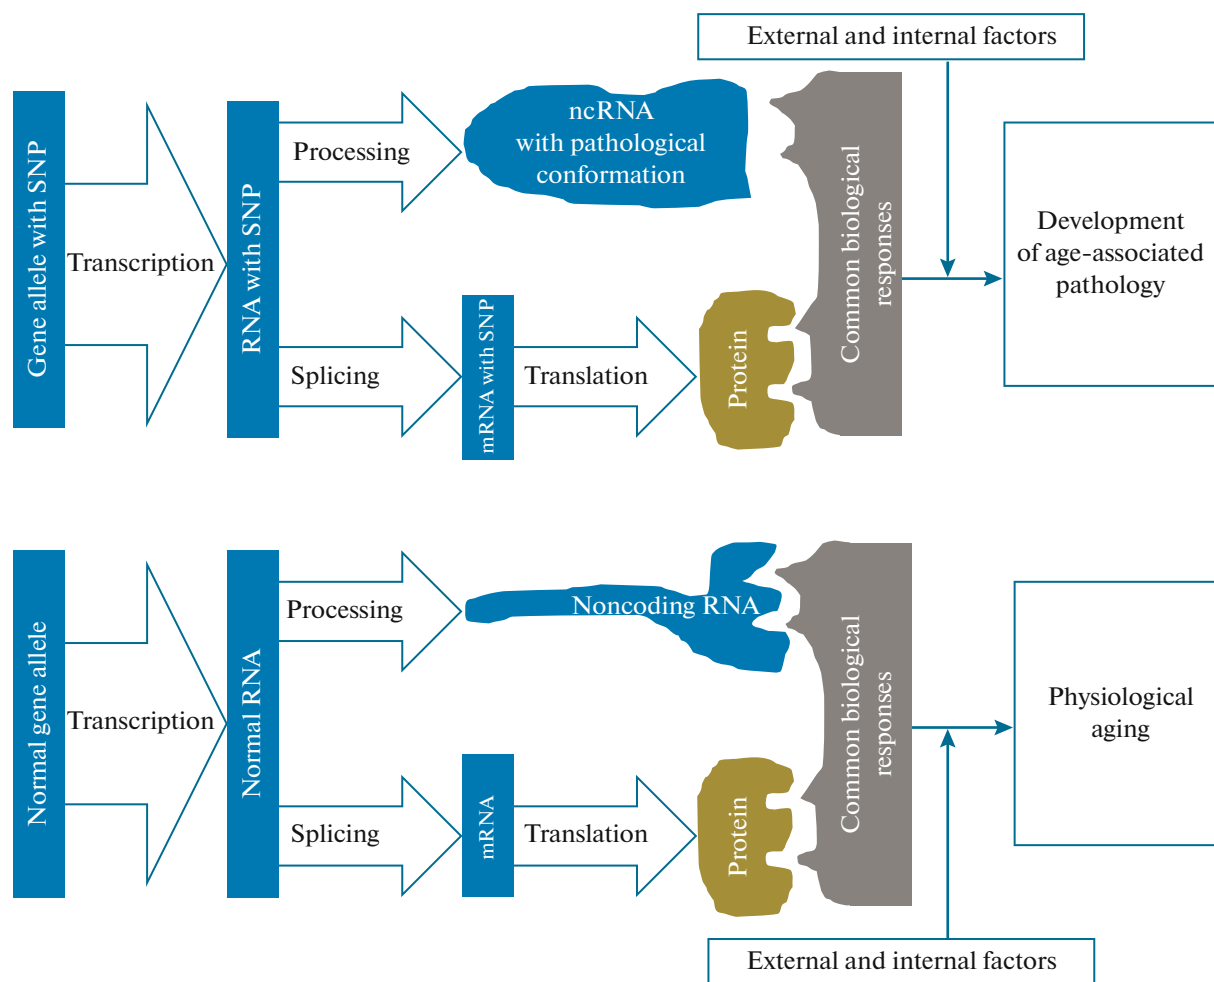 External and internal factors
Gene allele with SNP
Transcription
RNA with SNP
Processing
ncRNA
with pathological
conformation
Splicing
mRNA with SNP
Translation
Protein
Common biological
responses
Development
of age-associated
pathology
Normal gene allele
Transcription
Normal RNA
Processing
Noncoding RNA
Splicing
mRNA
Translation
Protein
Common biological
responses
Physiological
aging
External and internal factors